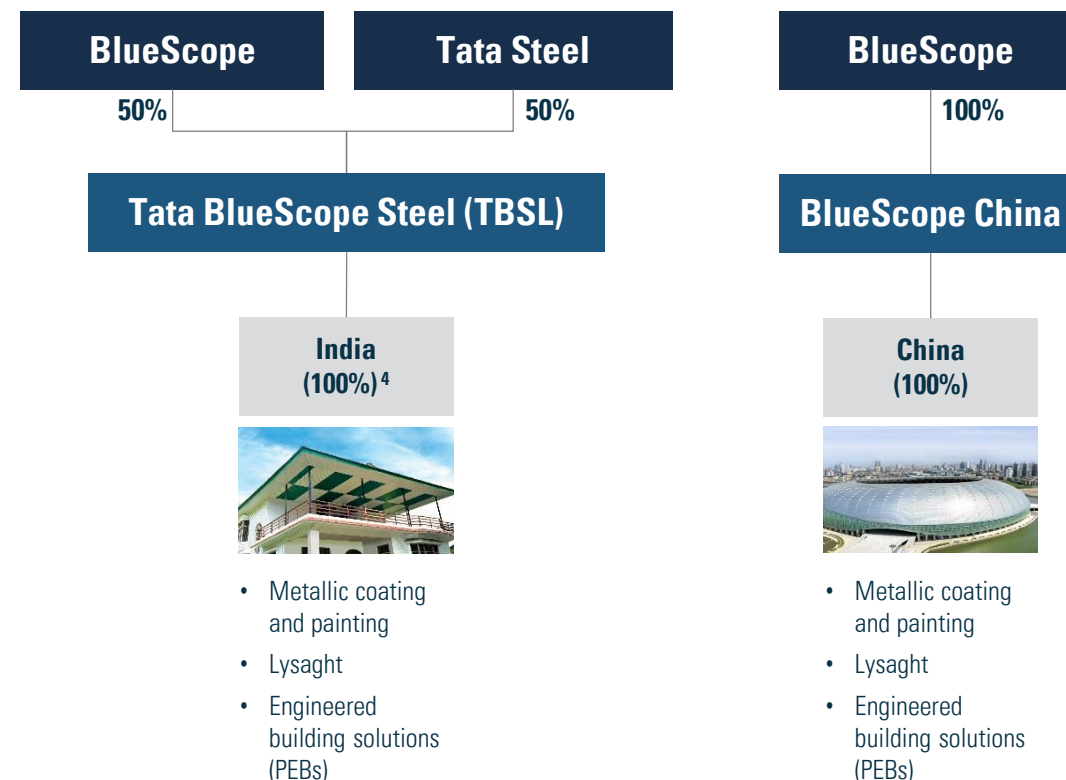 BlueScope
Tata Steel
50%
50%
Tata BlueScope Steel (TBSL)
India
(100%) 4
• Metallic coating
and painting
• Lysaght
• Engineered
building solutions
(PEBs)
BlueScope
100%
BlueScope China
China
(100%)
• Metallic coating
and painting
• Lysaght
• Engineered
building solutions
(PEBs)